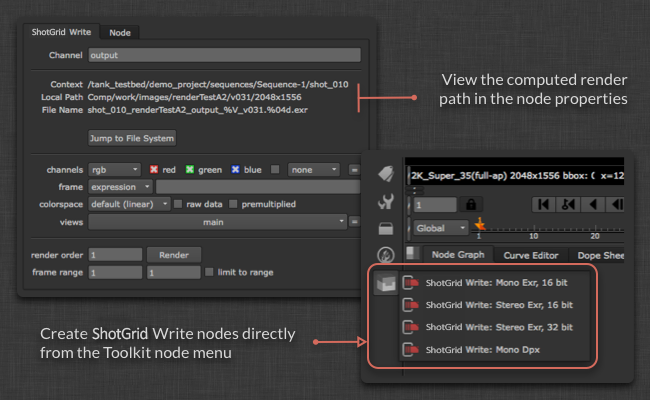 ShotGrid Write
Node
Channel output
Context /tank_testbed/demo_project/sequences/Sequence-1/shot_010
Local Path Comp/work/images/renderTestA2/v031/2048x1556
File Name shot_010_renderTestA2_output_%V_v031.%04d.exr
Jump to File System
channels rgb red green blue none =
frame expression
colorspace default (linear) raw data premultiplied
views main =
render order 1 Render
frame range 1 1 limit to range
View the computed render
path in the node properties
2K_Super_35(full-ap) 2048x1556 bbox: ( x=12
1
Global
1 10 20
Node Graph Curve Editor Dope Shee
ShotGrid Write: Mono Exr, 16 bit
ShotGrid Write: Stereo Exr, 16 bit
ShotGrid Write: Stereo Exr, 32 bit
ShotGrid Write: Mono Dpx
Create ShotGrid Write nodes directly
from the Toolkit node menu